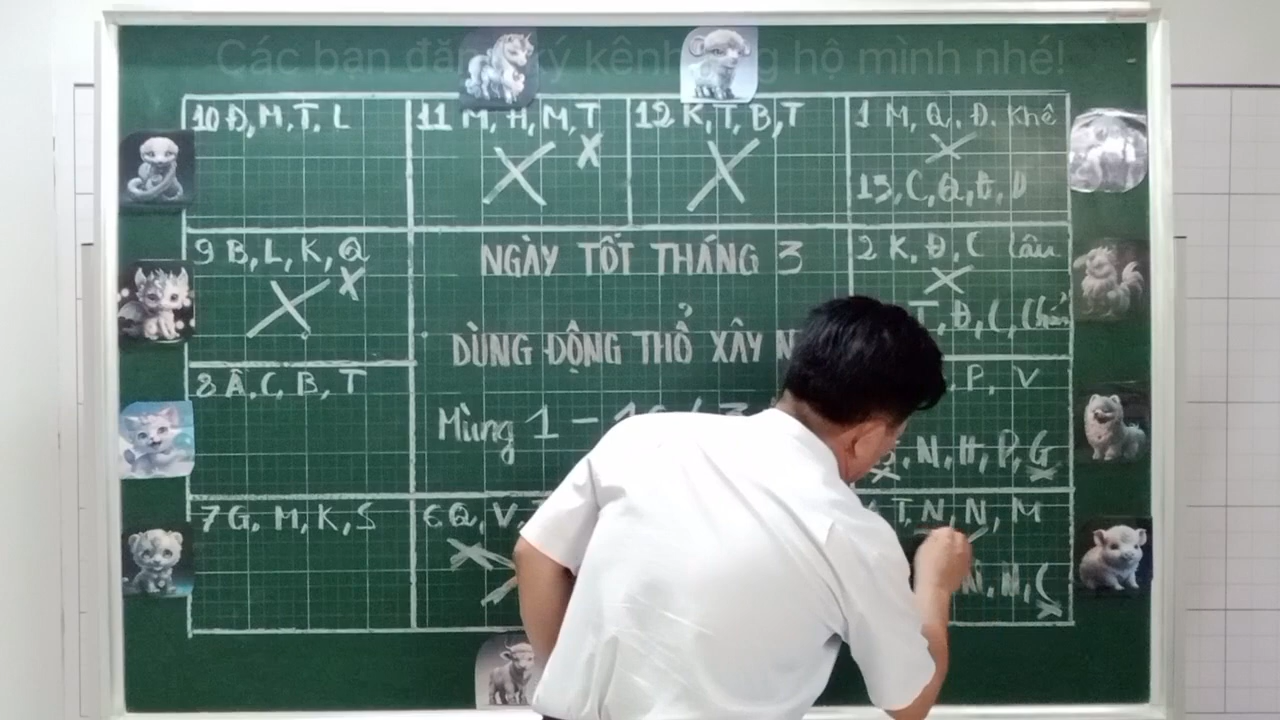 Các bạn đăng ký kênh ủng hộ mình nhé!
10 Đ, M, T, L
11 M, H, M, T
12 K, T, B, T
1 M, Q, Đ. Khê
13, C, Q, Đ, D
9 B, L, K, Q
NGÀY TỐT THÁNG 3
2 K, Đ, C Lâu
T, Đ, C,
DÙNG ĐỘNG THỔ XÂY N
8 Â, C, B, T
, P, V
Mùng 1 -
, N, H, P, G
7 G, M, K, S
6 Q, V,
T, N, N, M
N, H, C